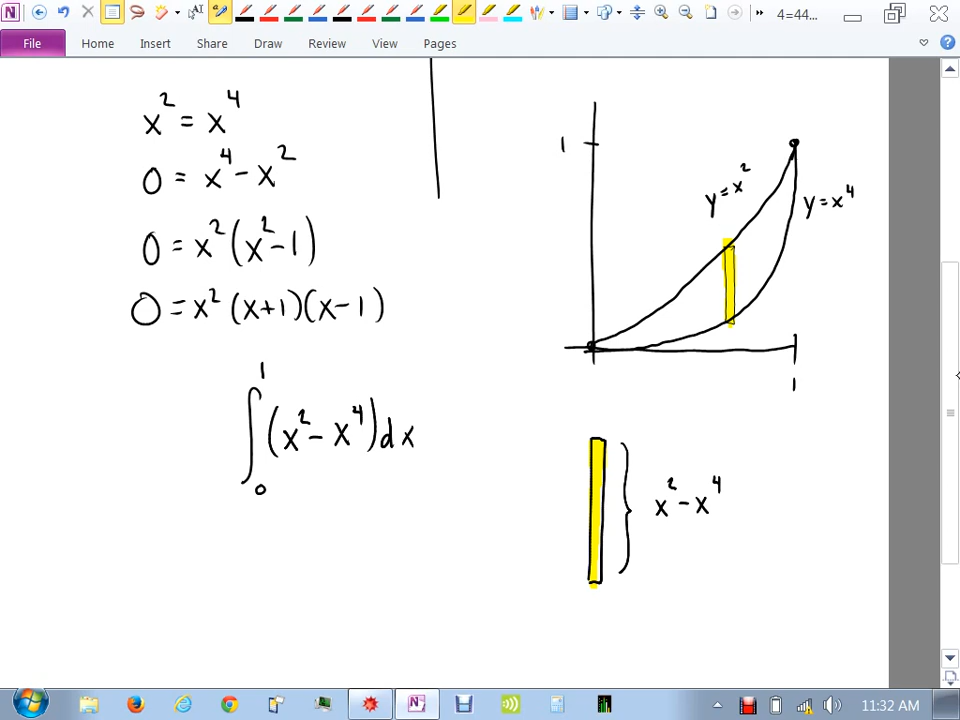 4=44...
File Home Insert Share Draw Review View Pages
x² = x⁴
0 = x⁴ - x²
0 = x²(x²-1)
0 = x²(x+1)(x-1)
∫₀¹(x²-x⁴)dx
1
y=x²
y=x⁴
1
x²-x⁴
11:32 AM